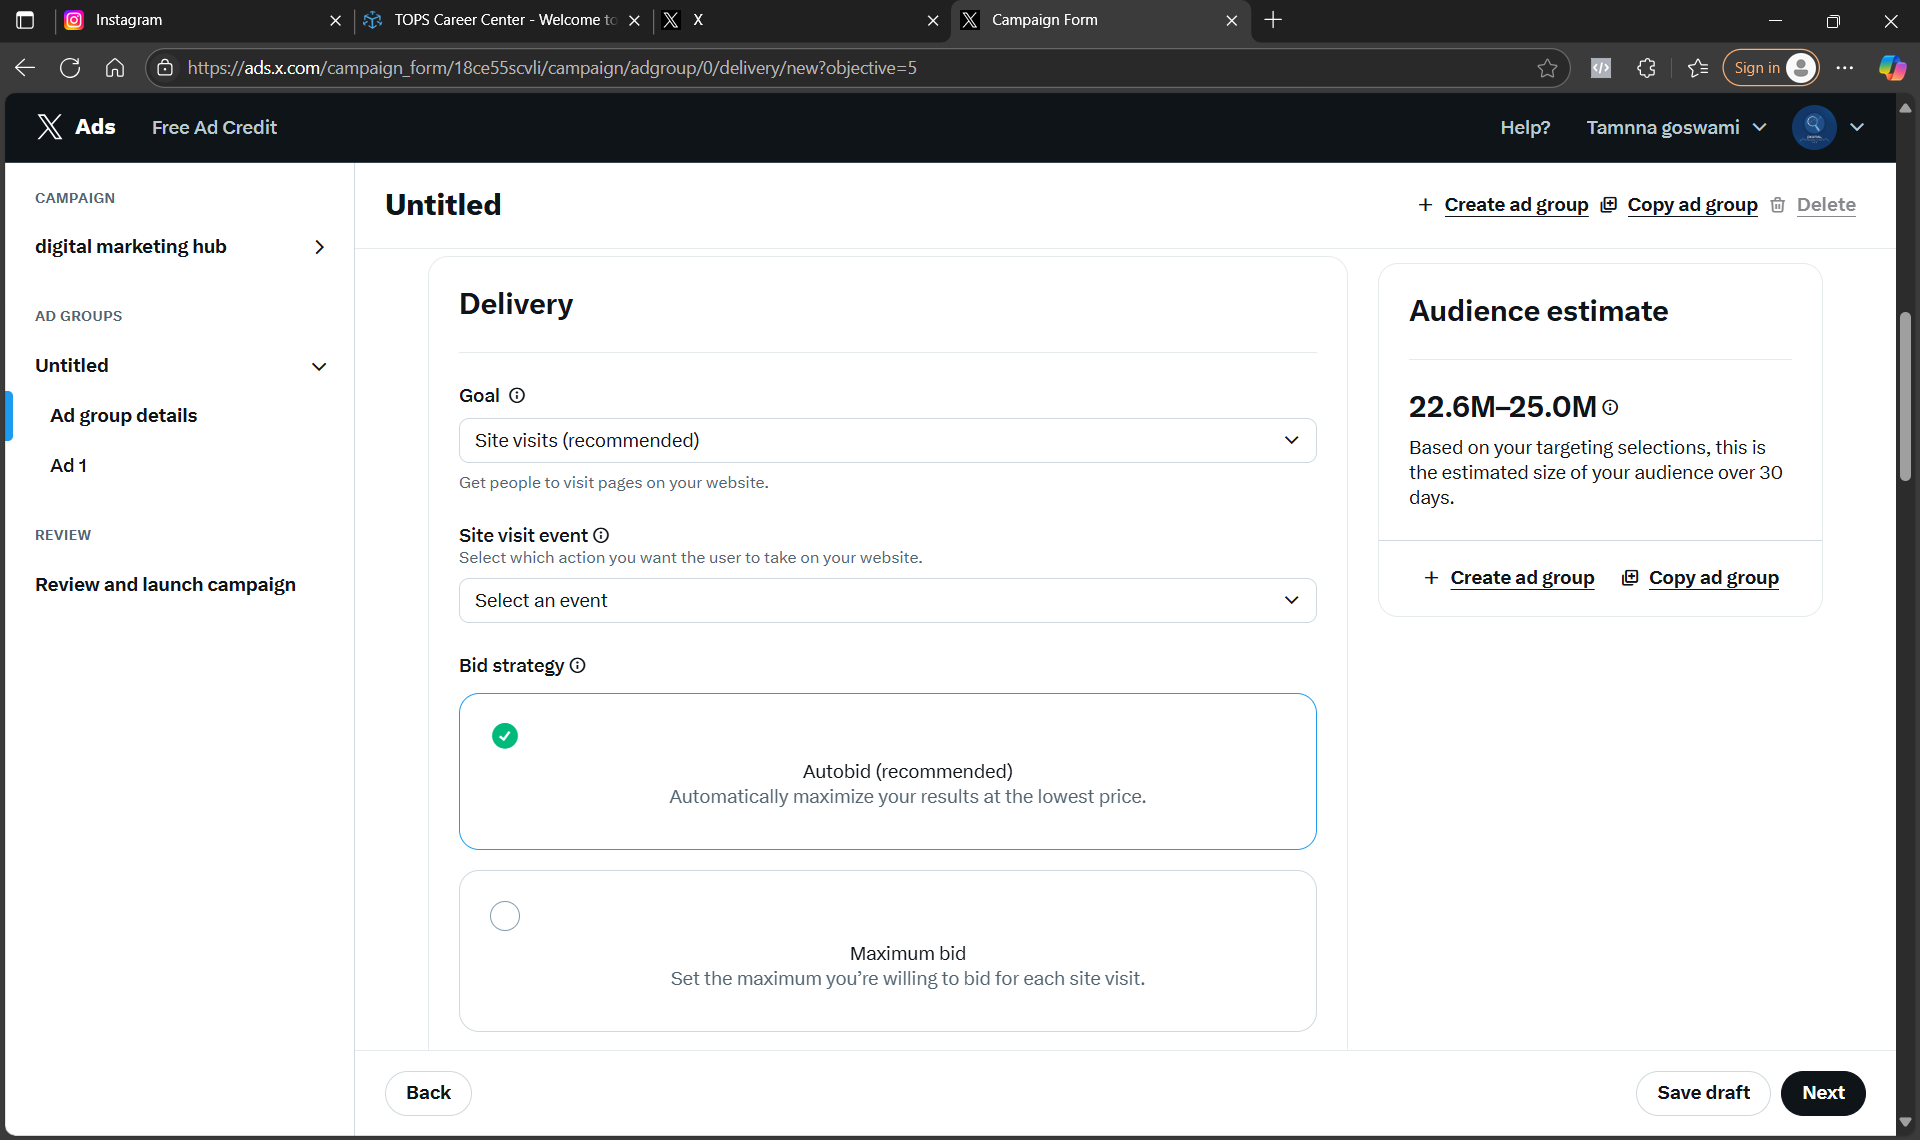 Instagram
TOPS Career Center - Welcome to
X
Campaign Form
https://ads.x.com/campaign_form/18ce55scvli/campaign/adgroup/0/delivery/new?objective=5
Sign in
Ads
Free Ad Credit
Help?
Tamnna goswami
CAMPAIGN
digital marketing hub
AD GROUPS
Untitled
Ad group details
Ad 1
REVIEW
Review and launch campaign
Untitled
+ Create ad group
Copy ad group
Delete
Delivery
Goal
Site visits (recommended)
Get people to visit pages on your website.
Site visit event
Select which action you want the user to take on your website.
Select an event
Bid strategy
Autobid (recommended)
Automatically maximize your results at the lowest price.
Maximum bid
Set the maximum you’re willing to bid for each site visit.
Audience estimate
22.6M–25.0M
Based on your targeting selections, this is
the estimated size of your audience over 30
days.
+ Create ad group
Copy ad group
Back
Save draft
Next